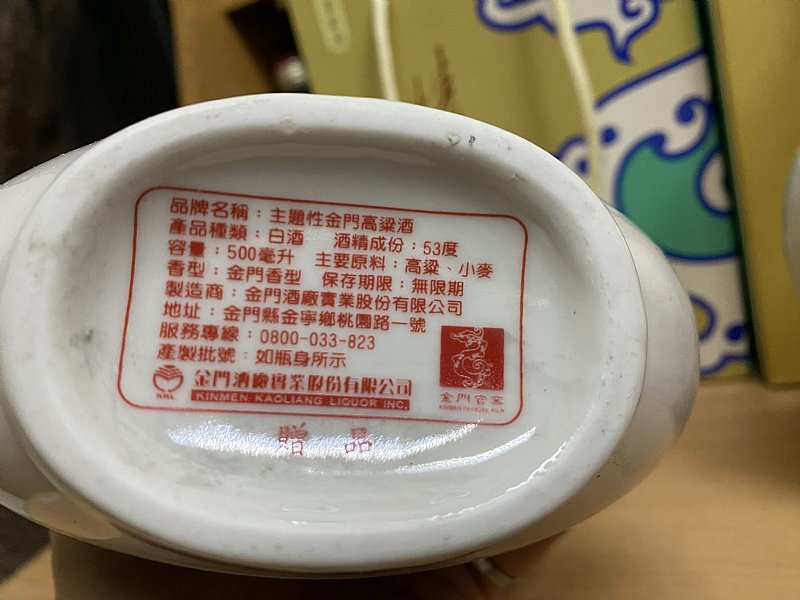 品牌名稱：主題性金門高粱酒
產品種類：白酒　酒精成份：53度
容量：500毫升　主要原料：高粱、小麥
香型：金門香型　保存期限：無限期
製造商：金門酒廠實業股份有限公司
地址：金門縣金寧鄉桃園路一號
服務專線：0800-033-823
產製批號：如瓶身所示
金門酒廠實業股份有限公司
KINMEN KAOLIANG LIQUOR INC.
贈品